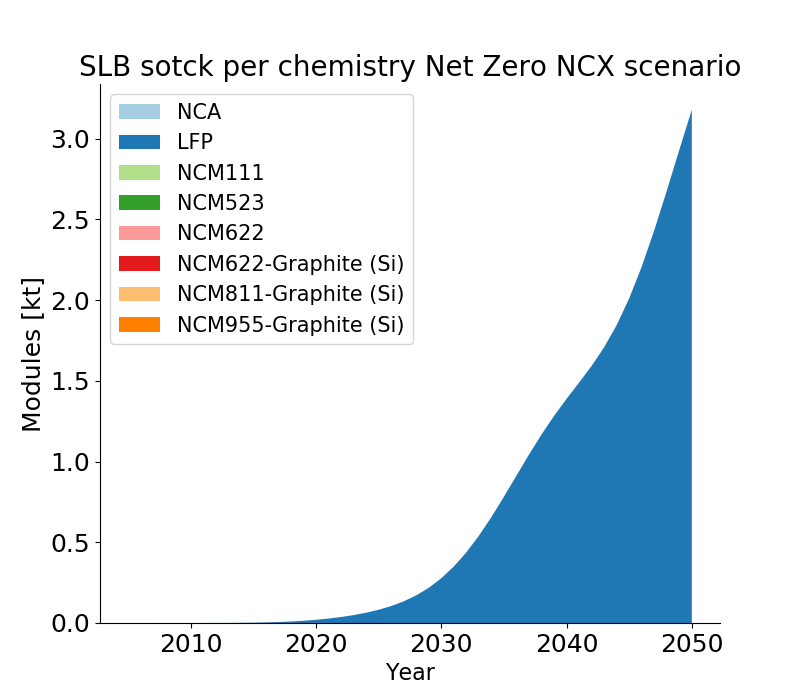 SLB sotck per chemistry Net Zero NCX scenario
NCA
LFP
NCM111
NCM523
NCM622
NCM622-Graphite (Si)
NCM811-Graphite (Si)
NCM955-Graphite (Si)
Modules [kt]
3.0
2.5
2.0
1.5
1.0
0.5
0.0
2010 2020 2030 2040 2050
Year